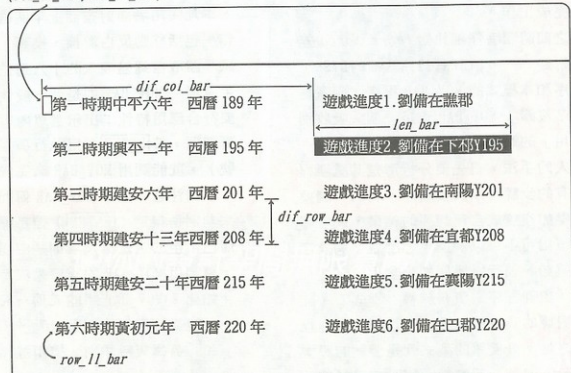 dif_col_bar
第一時期中平六年 西曆 189 年 遊戲進度1.劉備在譙郡
len_bar
第二時期興平二年 西曆 195 年 遊戲進度2.劉備在下邳Y195
第三時期建安六年 西曆 201 年 遊戲進度3.劉備在南陽Y201
dif_row_bar
第四時期建安十三年 西曆 208 年 遊戲進度4.劉備在宜都Y208
第五時期建安二十年 西曆 215 年 遊戲進度5.劉備在襄陽Y215
第六時期黃初元年 西曆 220 年 遊戲進度6.劉備在巴郡Y220
row_ll_bar